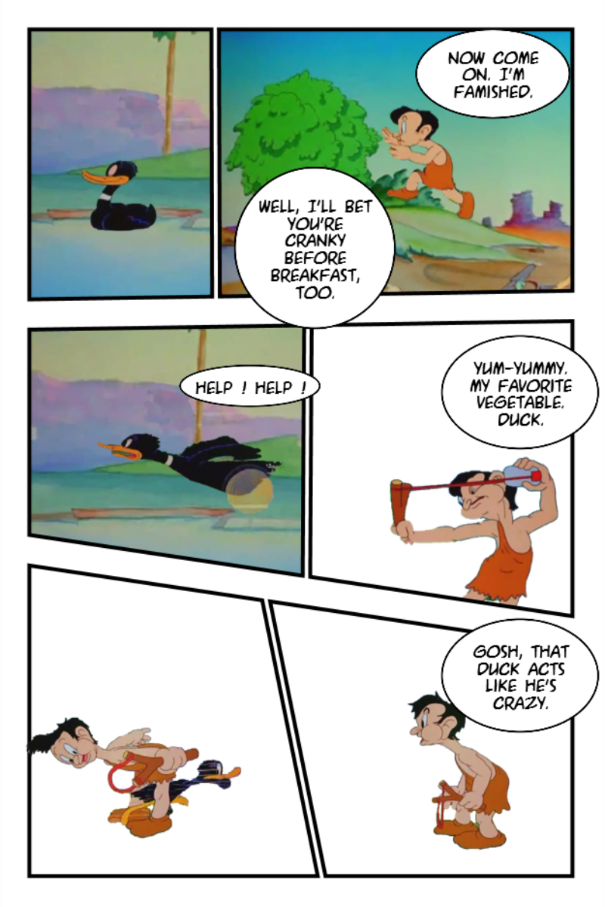 NOW COME
ON. I'M
FAMISHED.
WELL, I'LL BET
YOU'RE
CRANKY
BEFORE
BREAKFAST,
TOO.
HELP ! HELP !
YUM-YUMMY.
MY FAVORITE
VEGETABLE.
DUCK.
GOSH, THAT
DUCK ACTS
LIKE HE'S
CRAZY.